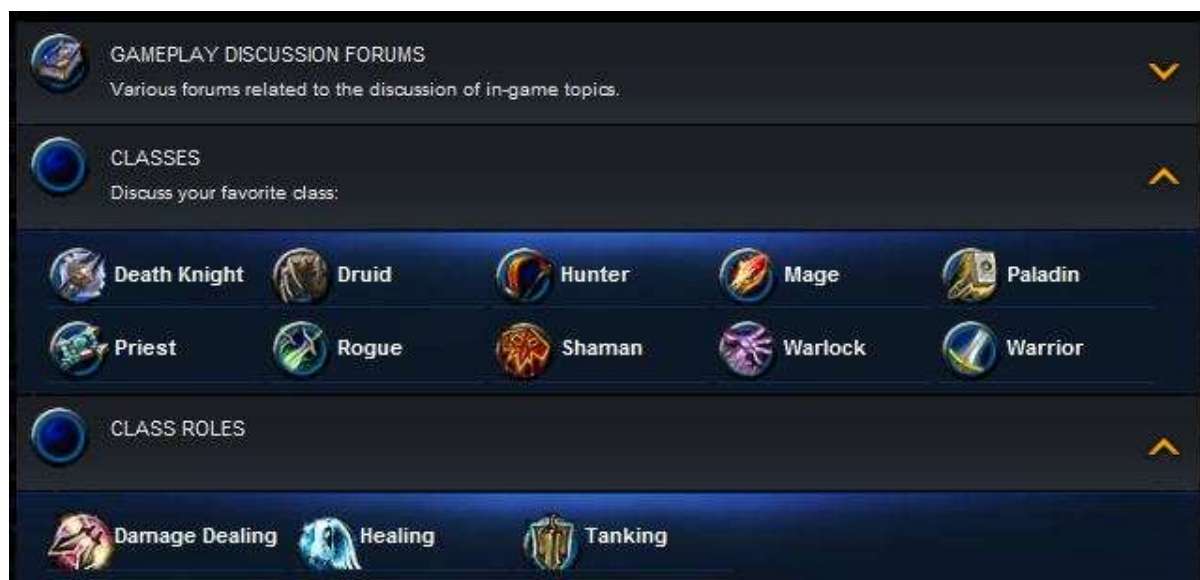 GAMEPLAY DISCUSSION FORUMS
Various forums related to the discussion of in-game topics.
CLASSES
Discuss your favorite class:
Death Knight Druid Hunter Mage Paladin
Priest Rogue Shaman Warlock Warrior
CLASS ROLES
Damage Dealing Healing Tanking